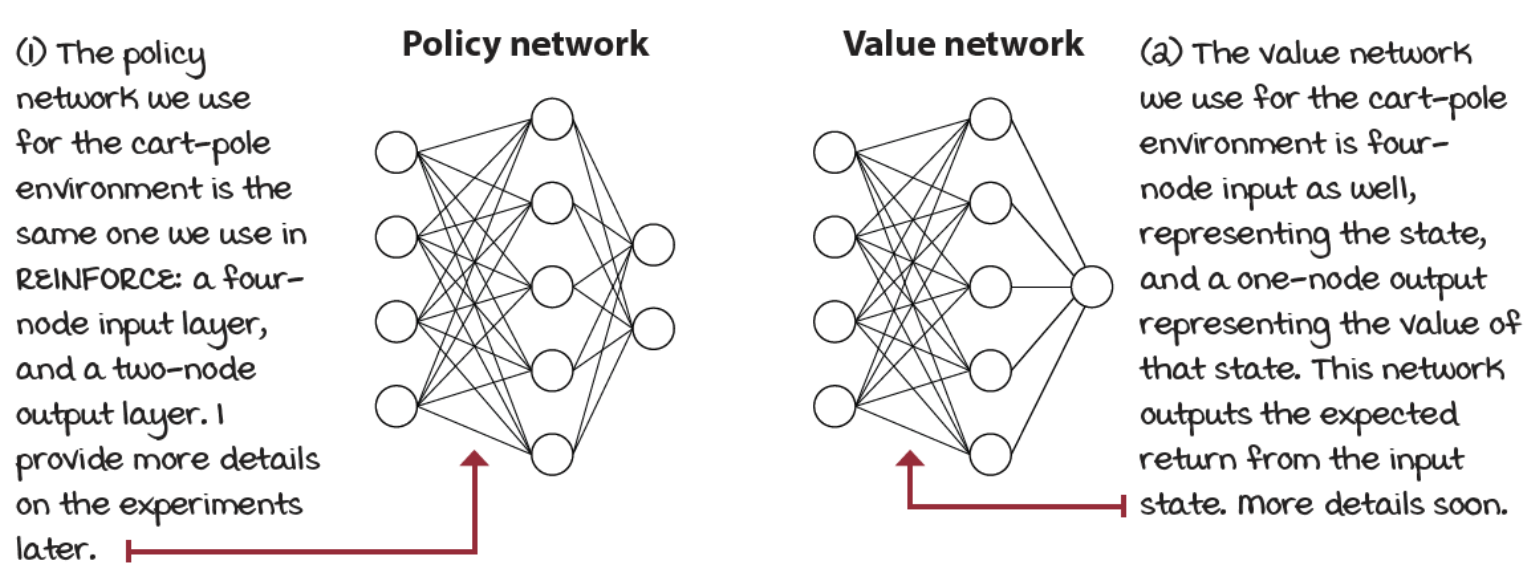 Policy network
Value network
(1) The policy
network we use
for the cart-pole
environment is the
same one we use in
REINFORCE: a four-
node input layer,
and a two-node
output layer. I
provide more details
on the experiments
later.
(2) The value network
we use for the cart-pole
environment is four-
node input as well,
representing the state,
and a one-node output
representing the value of
that state. This network
outputs the expected
return from the input
state. More details soon.